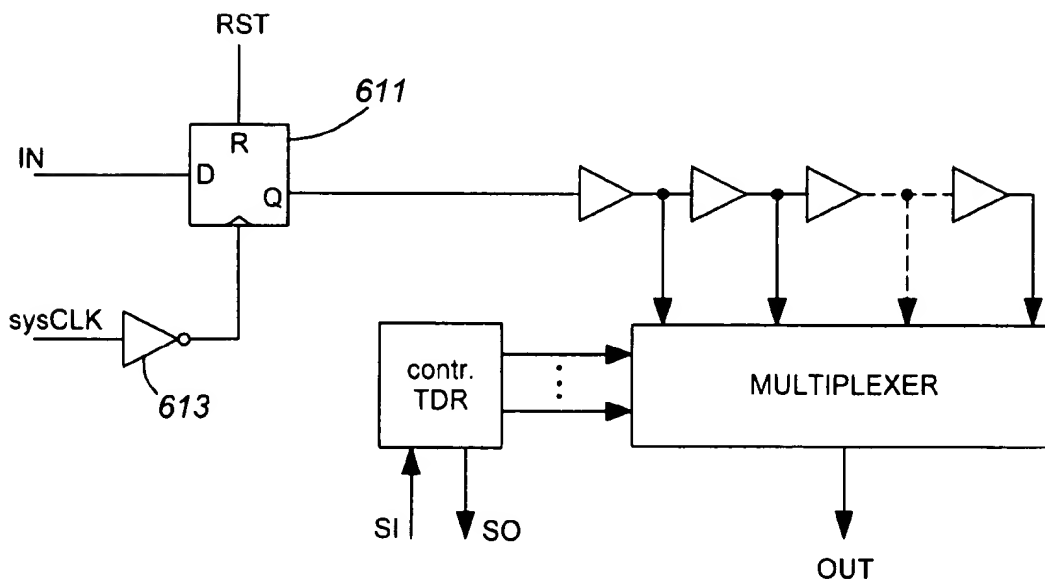 RST
611
IN
R
D
Q
sysCLK
613
contr.
TDR
MULTIPLEXER
SI
SO
OUT